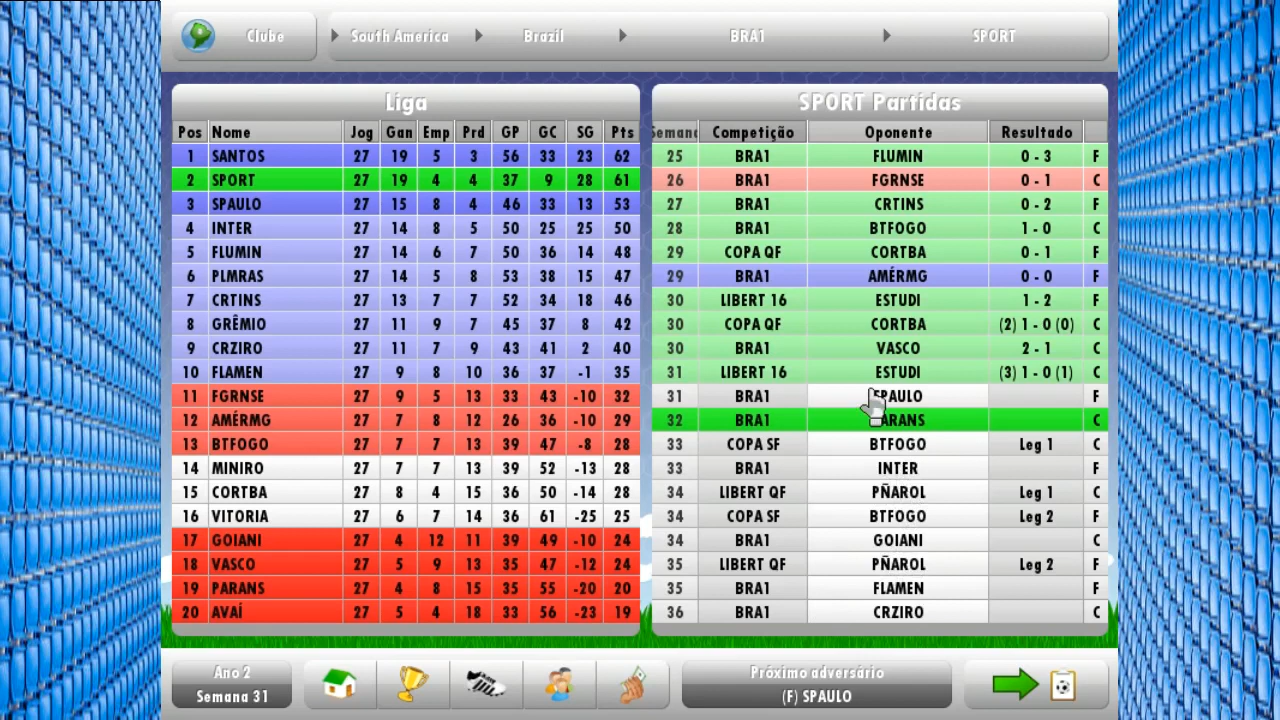 Clube South America Brazil BRA1 SPORT
Liga
Pos Nome Jog Gan Emp Prd GP GC SG Pts
1 SANTOS 27 19 5 3 56 33 23 62
2 SPORT 27 19 4 4 37 9 28 61
3 SPAULO 27 15 8 4 46 33 13 53
4 INTER 27 14 8 5 50 25 25 50
5 FLUMIN 27 14 6 7 50 36 14 48
6 PLMRAS 27 14 5 8 53 38 15 47
7 CRTINS 27 13 7 7 52 34 18 46
8 GRÊMIO 27 11 9 7 45 37 8 42
9 CRZIRO 27 11 7 9 43 41 2 40
10 FLAMEN 27 9 8 10 36 37 -1 35
11 FGRNSE 27 9 5 13 33 43 -10 32
12 AMÉRMG 27 7 8 12 26 36 -10 29
13 BTFOGO 27 7 7 13 39 47 -8 28
14 MINIRO 27 7 7 13 39 52 -13 28
15 CORTBA 27 8 4 15 36 50 -14 28
16 VITORIA 27 6 7 14 36 61 -25 25
17 GOIANI 27 4 12 11 39 49 -10 24
18 VASCO 27 5 9 13 35 47 -12 24
19 PARANS 27 4 8 15 35 55 -20 20
20 AVAÍ 27 5 4 18 33 56 -23 19
SPORT Partidas
Competição Oponente Resultado
25 BRA1 FLUMIN 0 - 3 F
26 BRA1 FGRNSE 0 - 1 C
27 BRA1 CRTINS 0 - 2 F
28 BRA1 BTFOGO 1 - 0 C
29 COPA QF CORTBA 0 - 1 F
29 BRA1 AMÉRMG 0 - 0 F
30 LIBERT 16 ESTUDI 1 - 2 F
30 COPA QF CORTBA (2) 1 - 0 (0) C
30 BRA1 VASCO 2 - 1 C
31 LIBERT 16 ESTUDI (3) 1 - 0 (1) C
31 BRA1 SPAULO F
32 BRA1 C
33 COPA SF BTFOGO Leg 1 C
33 BRA1 INTER F
34 LIBERT QF PÑAROL Leg 1 C
34 COPA SF BTFOGO Leg 2 F
34 BRA1 GOIANI C
35 LIBERT QF PÑAROL Leg 2 F
35 BRA1 FLAMEN F
36 BRA1 CRZIRO C
Ano 2
Semana 31
Próximo adversário
(F) SPAULO